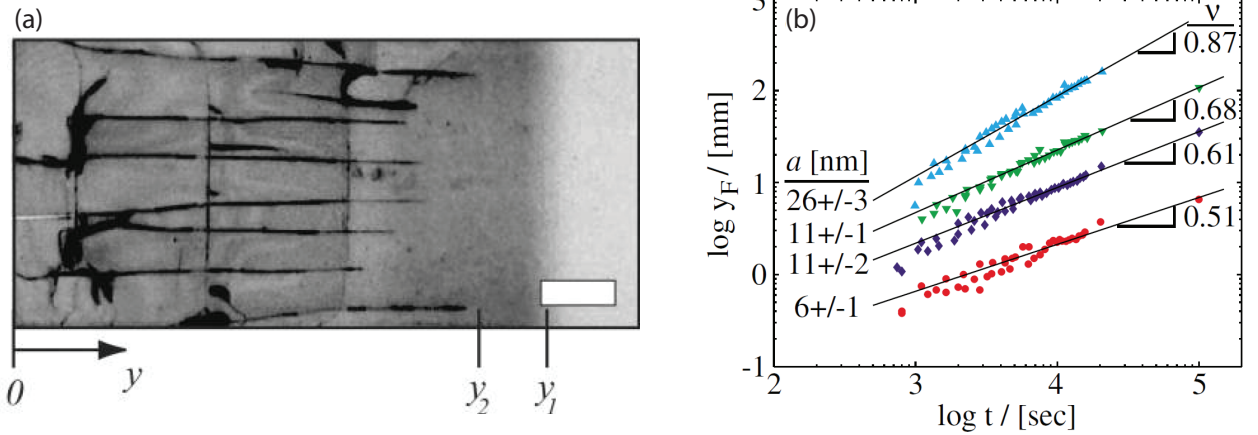 (a)
0
y
y2
y1
(b)
log yF / [mm]
3
2
1
0
-1
2
3
4
5
log t / [sec]
a [nm]
26+/-3
11+/-1
11+/-2
6+/-1
ν
0.87
0.68
0.61
0.51